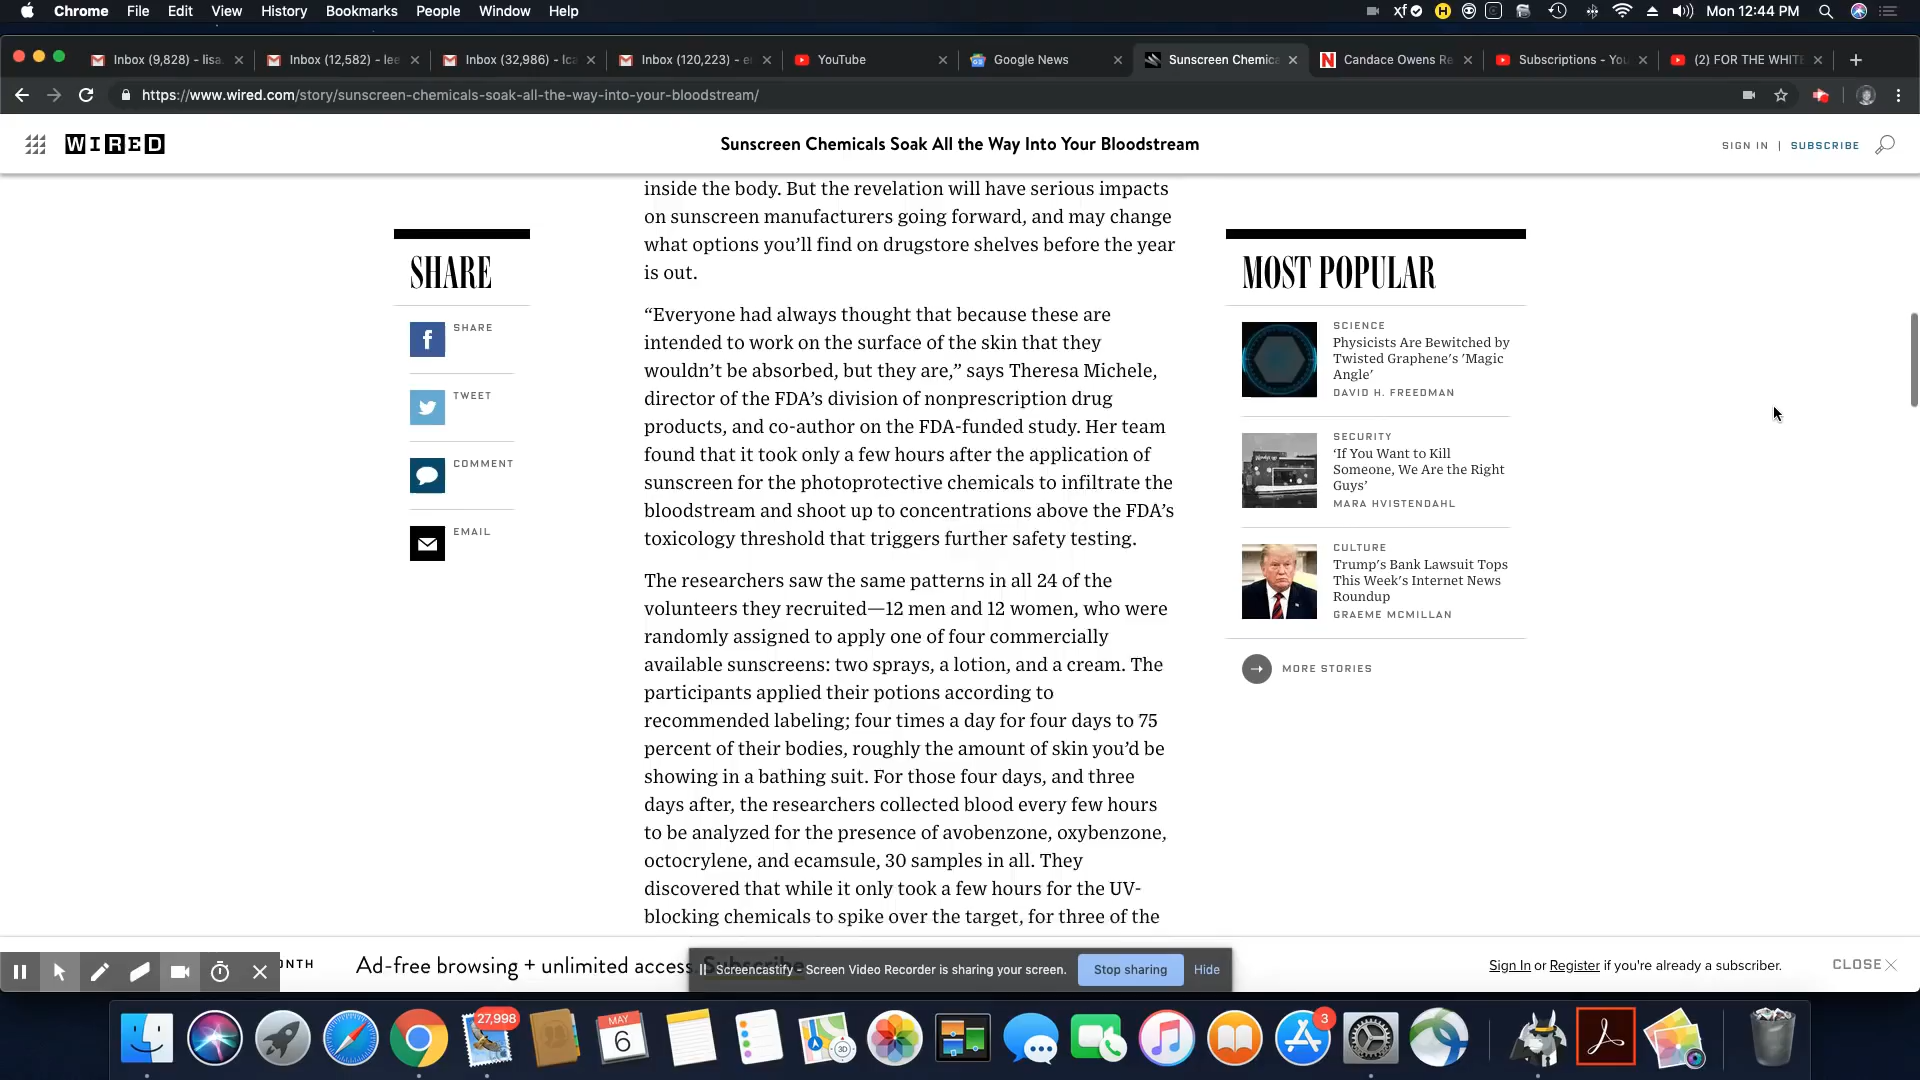 Chrome File Edit View History Bookmarks People Window Help
xf
H
Mon 12:44 PM
Inbox (9,828) - lisa.
Inbox (12,582) - lee
Inbox (32,986) - lca
Inbox (120,223) - e
YouTube
Google News
Sunscreen Chemica
Candace Owens Re
Subscriptions - You
(2) FOR THE WHIT
https://www.wired.com/story/sunscreen-chemicals-soak-all-the-way-into-your-bloodstream/
WIRED
Sunscreen Chemicals Soak All the Way Into Your Bloodstream
SIGN IN | SUBSCRIBE
SHARE
SHARE
TWEET
COMMENT
EMAIL
inside the body. But the revelation will have serious impacts
on sunscreen manufacturers going forward, and may change
what options you’ll find on drugstore shelves before the year
is out.
“Everyone had always thought that because these are
intended to work on the surface of the skin that they
wouldn’t be absorbed, but they are,” says Theresa Michele,
director of the FDA’s division of nonprescription drug
products, and co-author on the FDA-funded study. Her team
found that it took only a few hours after the application of
sunscreen for the photoprotective chemicals to infiltrate the
bloodstream and shoot up to concentrations above the FDA’s
toxicology threshold that triggers further safety testing.
The researchers saw the same patterns in all 24 of the
volunteers they recruited—12 men and 12 women, who were
randomly assigned to apply one of four commercially
available sunscreens: two sprays, a lotion, and a cream. The
participants applied their potions according to
recommended labeling; four times a day for four days to 75
percent of their bodies, roughly the amount of skin you’d be
showing in a bathing suit. For those four days, and three
days after, the researchers collected blood every few hours
to be analyzed for the presence of avobenzone, oxybenzone,
octocrylene, and ecamsule, 30 samples in all. They
discovered that while it only took a few hours for the UV-
blocking chemicals to spike over the target, for three of the
MOST POPULAR
SCIENCE
Physicists Are Bewitched by
Twisted Graphene's 'Magic
Angle'
DAVID H. FREEDMAN
SECURITY
‘If You Want to Kill
Someone, We Are the Right
Guys’
MARA HVISTENDAHL
CULTURE
Trump's Bank Lawsuit Tops
This Week's Internet News
Roundup
GRAEME MCMILLAN
MORE STORIES
ONTH
Ad-free browsing + unlimited access. Subscribe
Screencastify - Screen Video Recorder is sharing your screen.
Stop sharing
Hide
Sign In or Register if you're already a subscriber.
CLOSE
27,998
MAY
6
3D
3